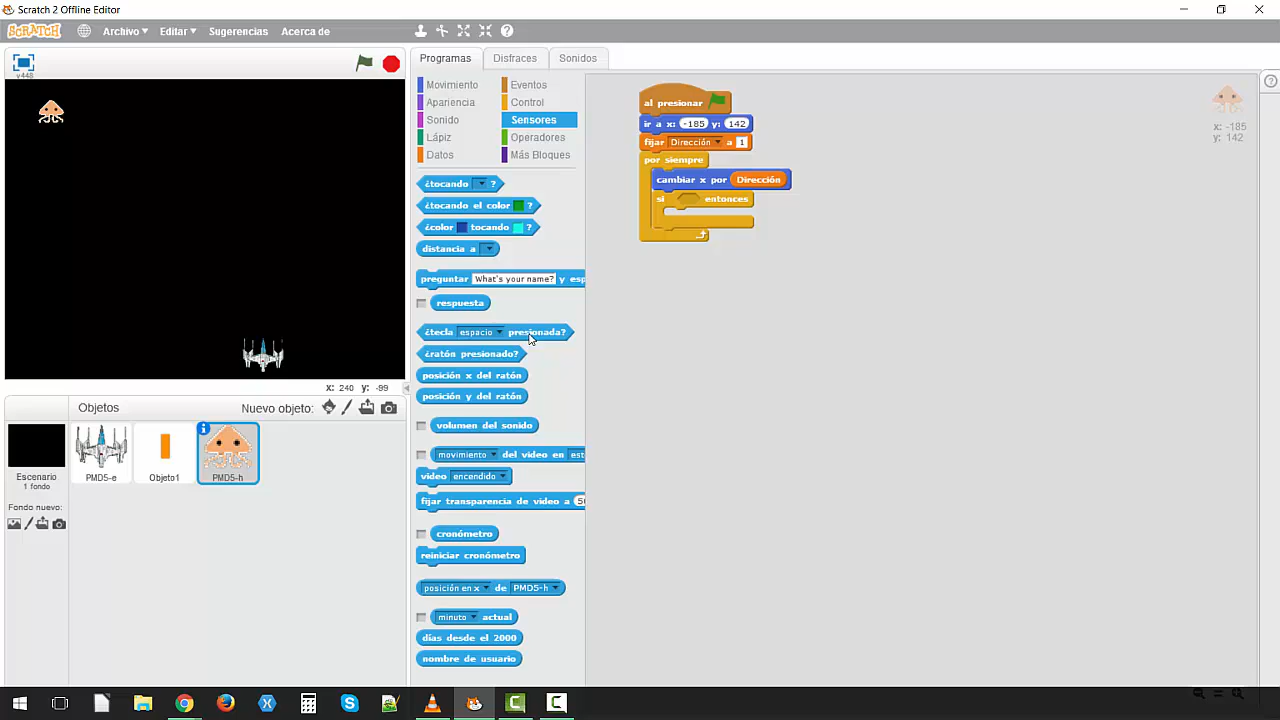 Scratch 2 Offline Editor
SCRATCH
Archivo
Editar
Sugerencias
Acerca de
v448
Programas
Disfraces
Sonidos
Movimiento
Apariencia
Sonido
Lápiz
Datos
Eventos
Control
Sensores
Operadores
Más Bloques
¿tocando ?
¿tocando el color ?
¿color tocando ?
distancia a
preguntar What's your name? y esp
respuesta
¿tecla espacio presionada?
¿ratón presionado?
posición x del ratón
posición y del ratón
volumen del sonido
movimiento del video en est
video encendido
fijar transparencia de video a 50
cronómetro
reiniciar cronómetro
posición en x de PMD5-h
minuto actual
días desde el 2000
nombre de usuario
al presionar
ir a x: -185 y: 142
fijar Dirección a 1
por siempre
cambiar x por Dirección
si entonces
x: -185
y: 142
x: 240 y: -99
Objetos
Nuevo objeto:
Escenario
1 fondo
Fondo nuevo:
PMD5-e
Objeto1
PMD5-h